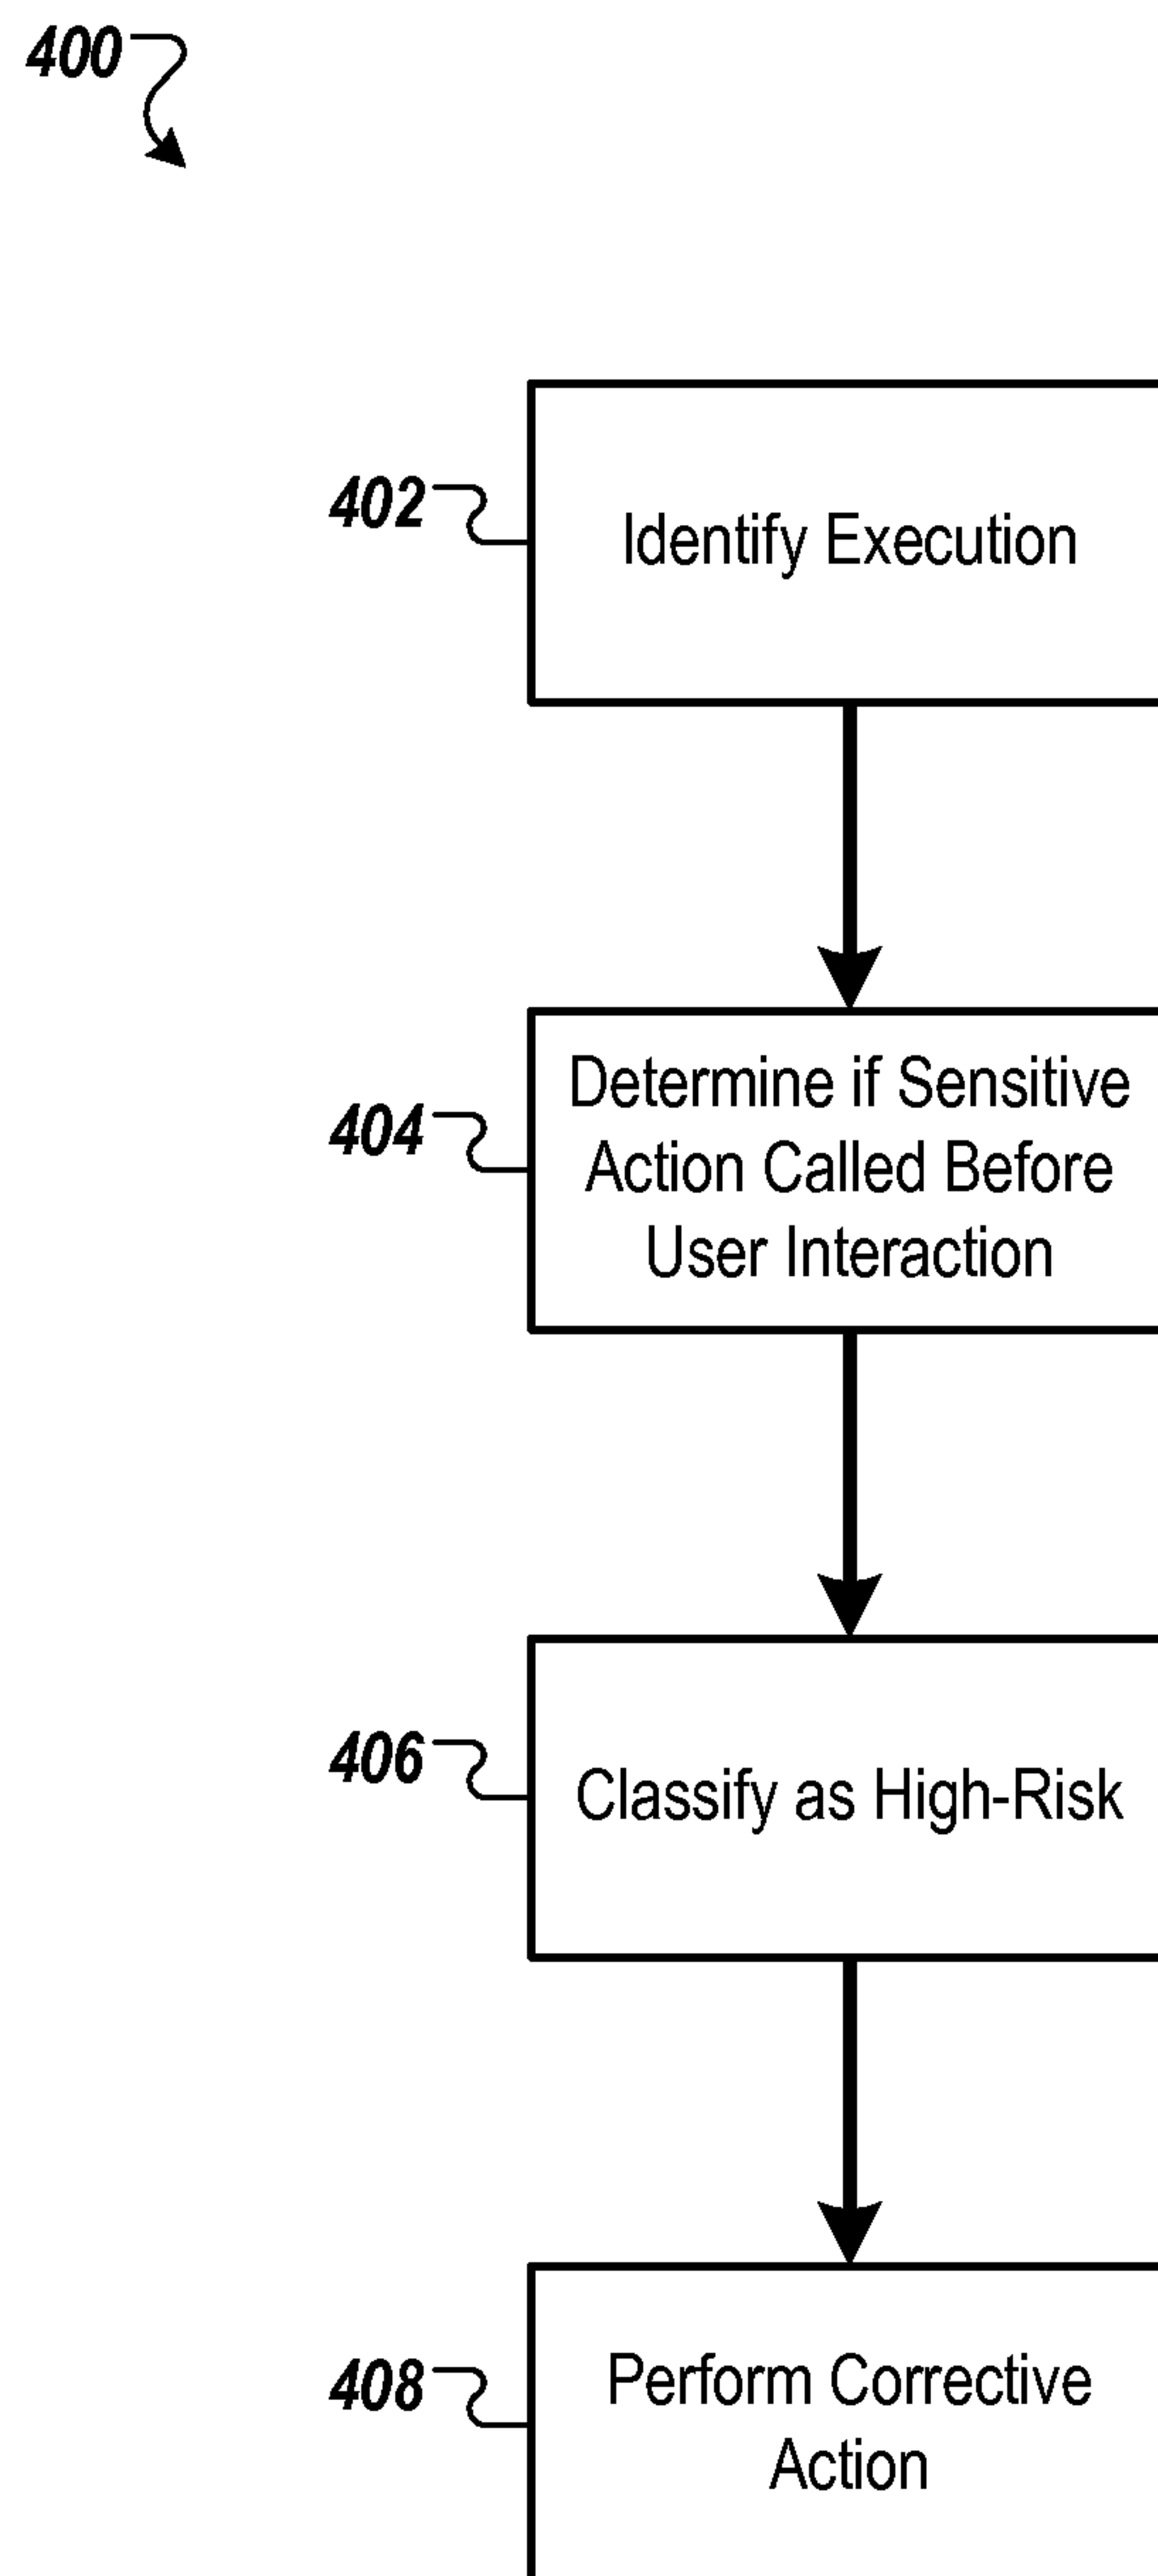 400
402
Identify Execution
404
Determine if Sensitive
Action Called Before
User Interaction
406
Classify as High-Risk
408
Perform Corrective
Action